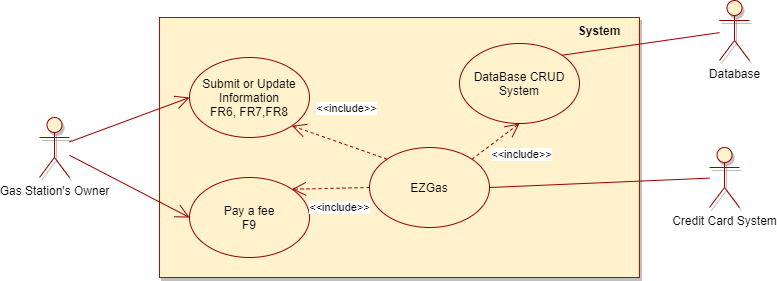 System
Submit or Update
Information
FR6, FR7,FR8
<<include>>
DataBase CRUD
System
Database
<<include>>
Gas Station's Owner
EZGas
Pay a fee
F9
<<include>>
Credit Card System